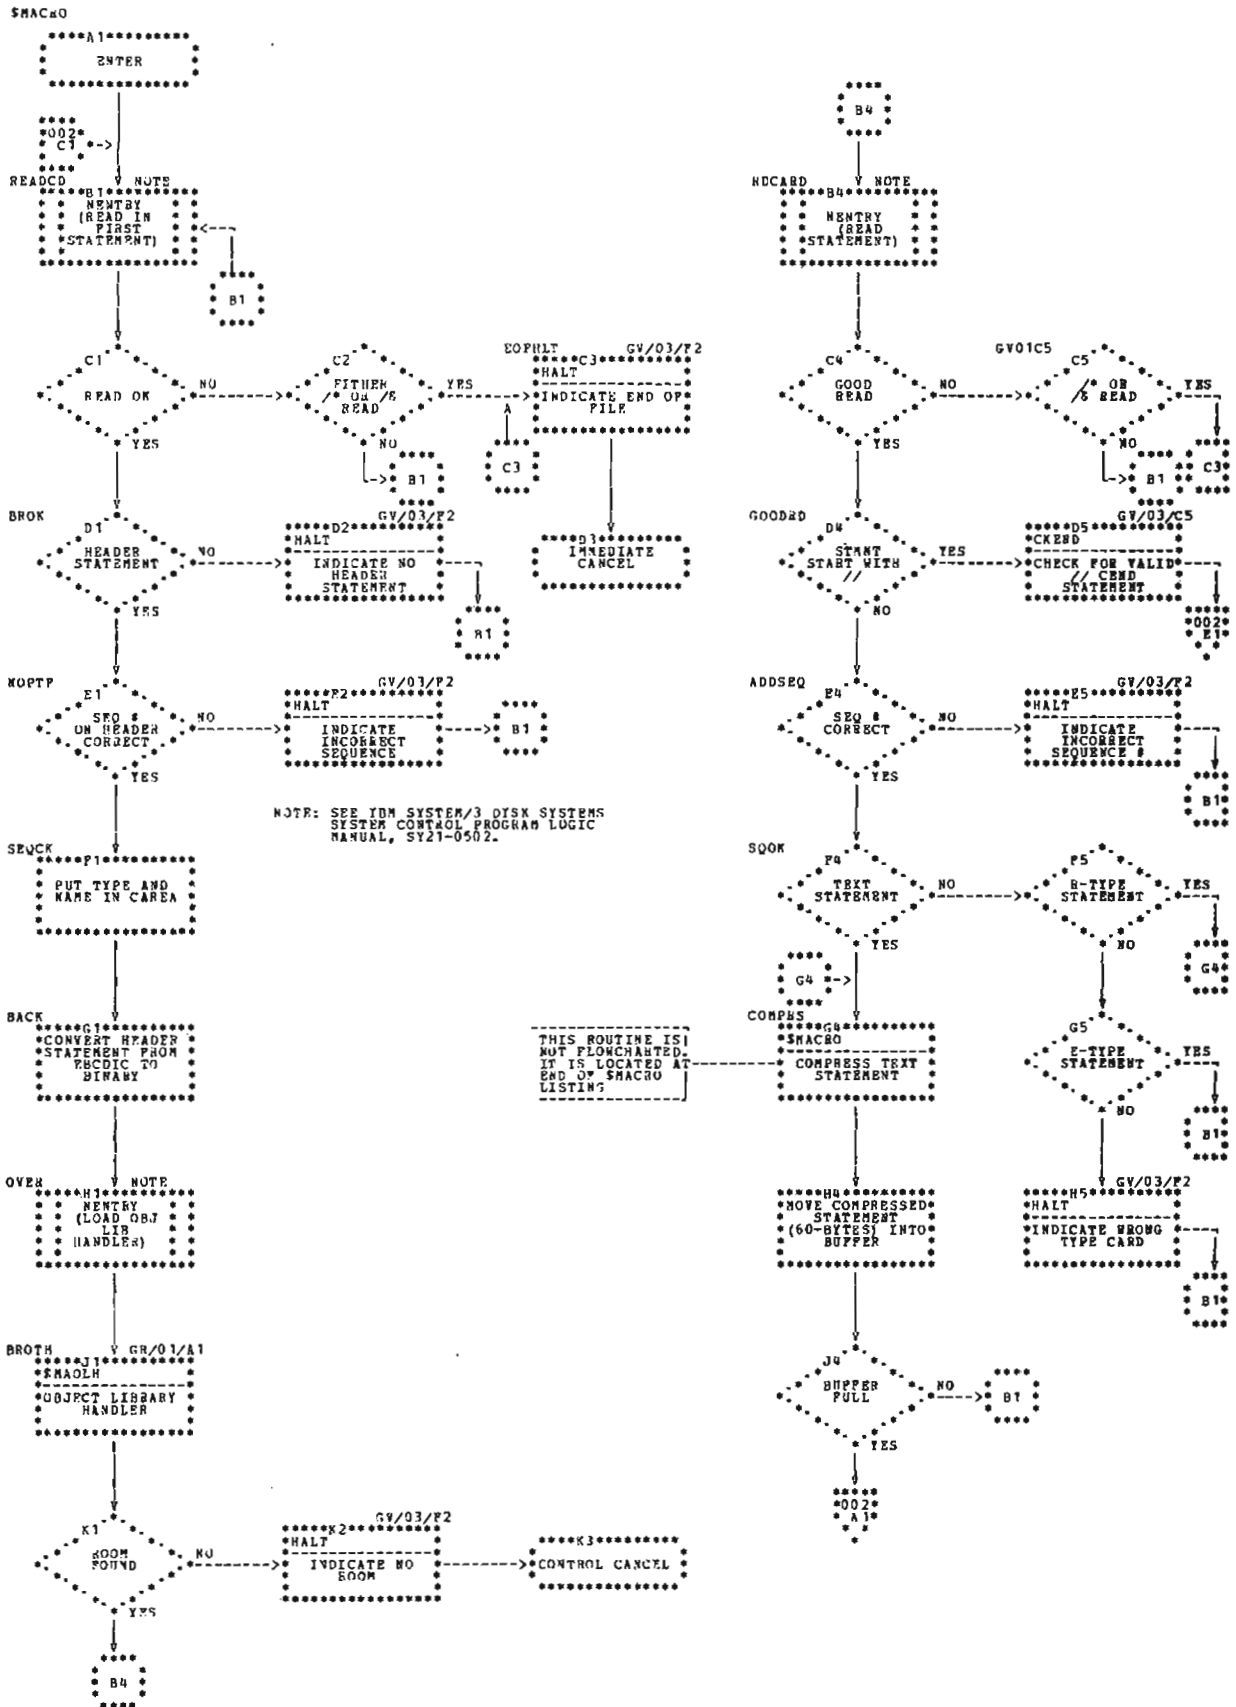 $MACRO
A1
ENTER
002
C1
READCD
B1
NOTE
NENTRY
(READ IN
FIRST
STATEMENT)
B1
C1
READ OK
NO
YES
C2
EITHER
/* OR /&
READ
YES
NO
B1
A
C3
EOFHLT
GV/03/F2
C3
HALT
INDICATE END OF
FILE
D3
IMMEDIATE
CANCEL
BROK
D1
HEADER
STATEMENT
NO
YES
GV/03/F2
D2
HALT
INDICATE NO
HEADER
STATEMENT
B1
NOPTP
E1
SEQ #
ON HEADER
CORRECT
NO
YES
GV/03/F2
E2
HALT
INDICATE
INCORRECT
SEQUENCE
B1
NOTE: SEE IBM SYSTEM/3 DISK SYSTEMS
SYSTEM CONTROL PROGRAM LOGIC
MANUAL, SY21-0502.
SEQCK
F1
PUT TYPE AND
NAME IN CAREA
BACK
G1
CONVERT HEADER
STATEMENT FROM
EBCDIC TO
BINARY
OVER
H1
NOTE
NENTRY
(LOAD OBJ
LIB
HANDLER)
BROTH
GR/01/A1
J1
$MAOLH
OBJECT LIBRARY
HANDLER
K1
ROOM
FOUND
NO
YES
GV/03/F2
K2
HALT
INDICATE NO
ROOM
K3
CONTROL CANCEL
B4
B4
HDCARD
B4
NOTE
NENTRY
(READ
STATEMENT)
C4
GOOD
READ
NO
YES
GV01C5
C5
/* OR
/& READ
YES
NO
B1
C3
GOODRD
D4
STMNT
START WITH
//
YES
NO
GV/03/C5
D5
CKEND
CHECK FOR VALID
// CEND
STATEMENT
002
E1
ADDSEQ
E4
SEQ #
CORRECT
NO
YES
GV/03/F2
E5
HALT
INDICATE
INCORRECT
SEQUENCE #
B1
SQOK
F4
TEXT
STATEMENT
NO
YES
F5
R-TYPE
STATEMENT
YES
NO
G4
G4
COMPRS
G4
$MACRO
COMPRESS TEXT
STATEMENT
THIS ROUTINE IS
NOT FLOWCHARTED.
IT IS LOCATED AT
END OF $MACRO
LISTING
G5
E-TYPE
STATEMENT
YES
NO
B1
H4
MOVE COMPRESSED
STATEMENT
(60-BYTES) INTO
BUFFER
GV/03/F2
H5
HALT
INDICATE WRONG
TYPE CARD
B1
J4
BUFFER
FULL
NO
B1
YES
002
A1